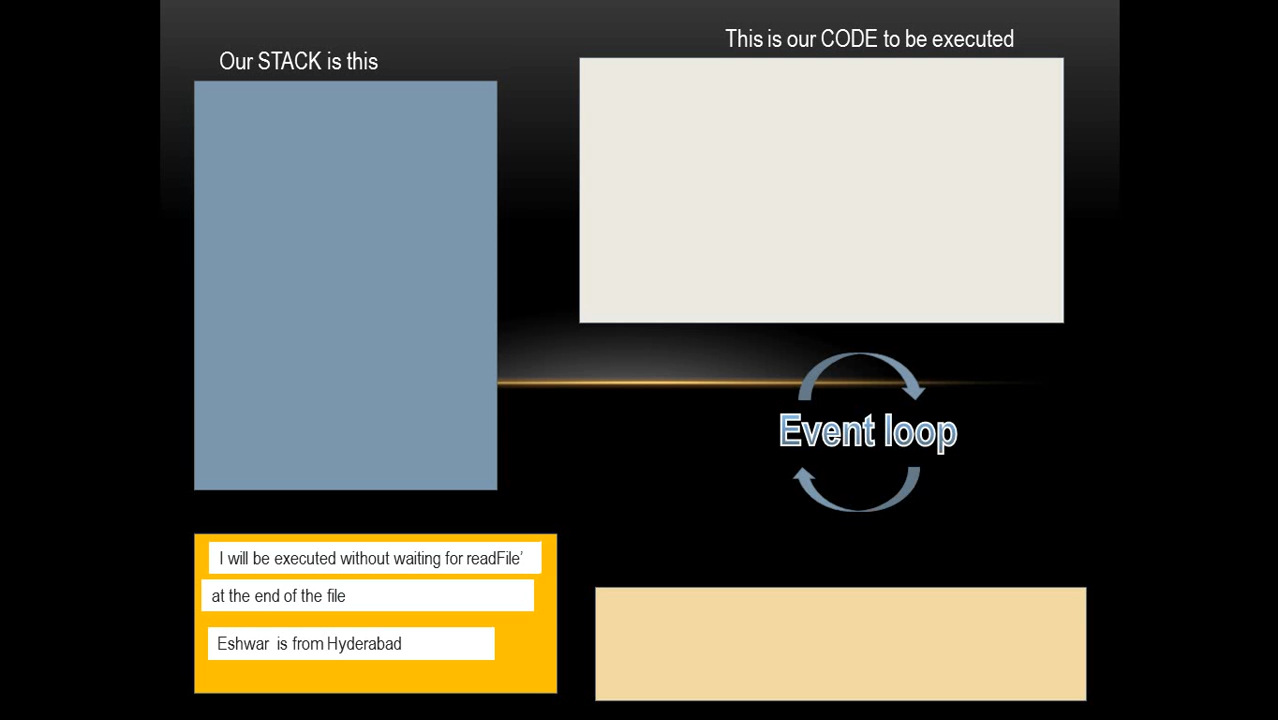 Our STACK is this
This is our CODE to be executed
Event loop
I will be executed without waiting for readFile’
at the end of the file
Eshwar  is from Hyderabad